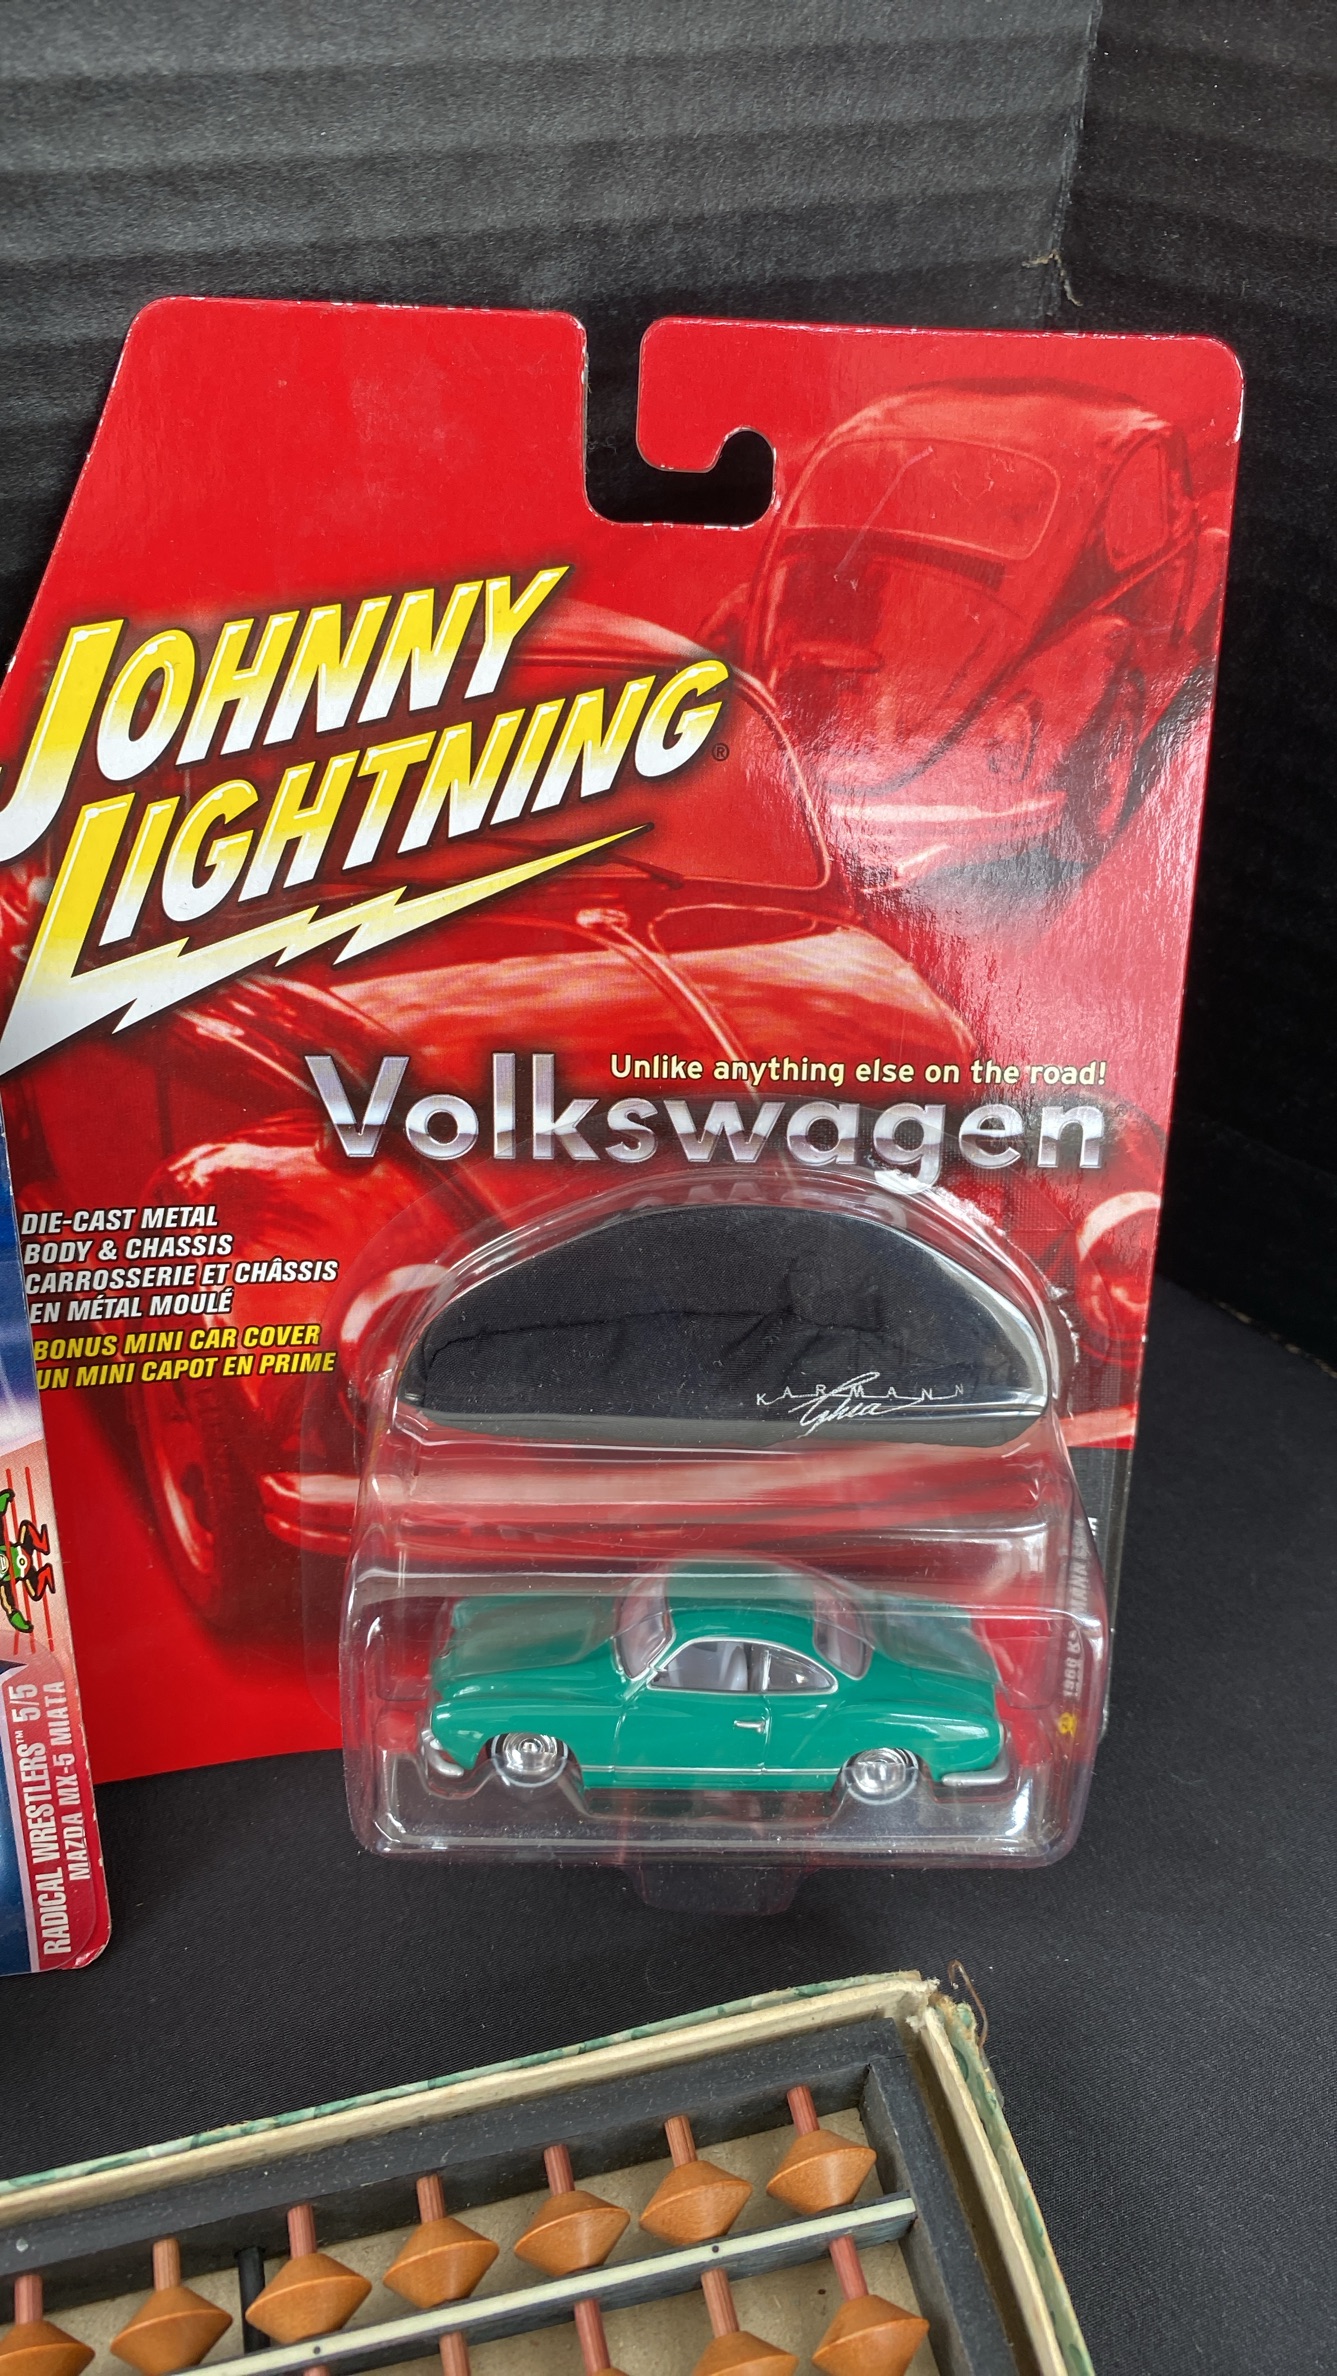 JOHNNY
LIGHTNING®
Unlike anything else on the road!
Volkswagen
DIE-CAST METAL
BODY & CHASSIS
CARROSSERIE ET CHÂSSIS
EN MÉTAL MOULÉ
BONUS MINI CAR COVER
UN MINI CAPOT EN PRIME
KARMANN
Ghia
RADICAL WRESTLERS™ 5/5
MAZDA MX-5 MIATA